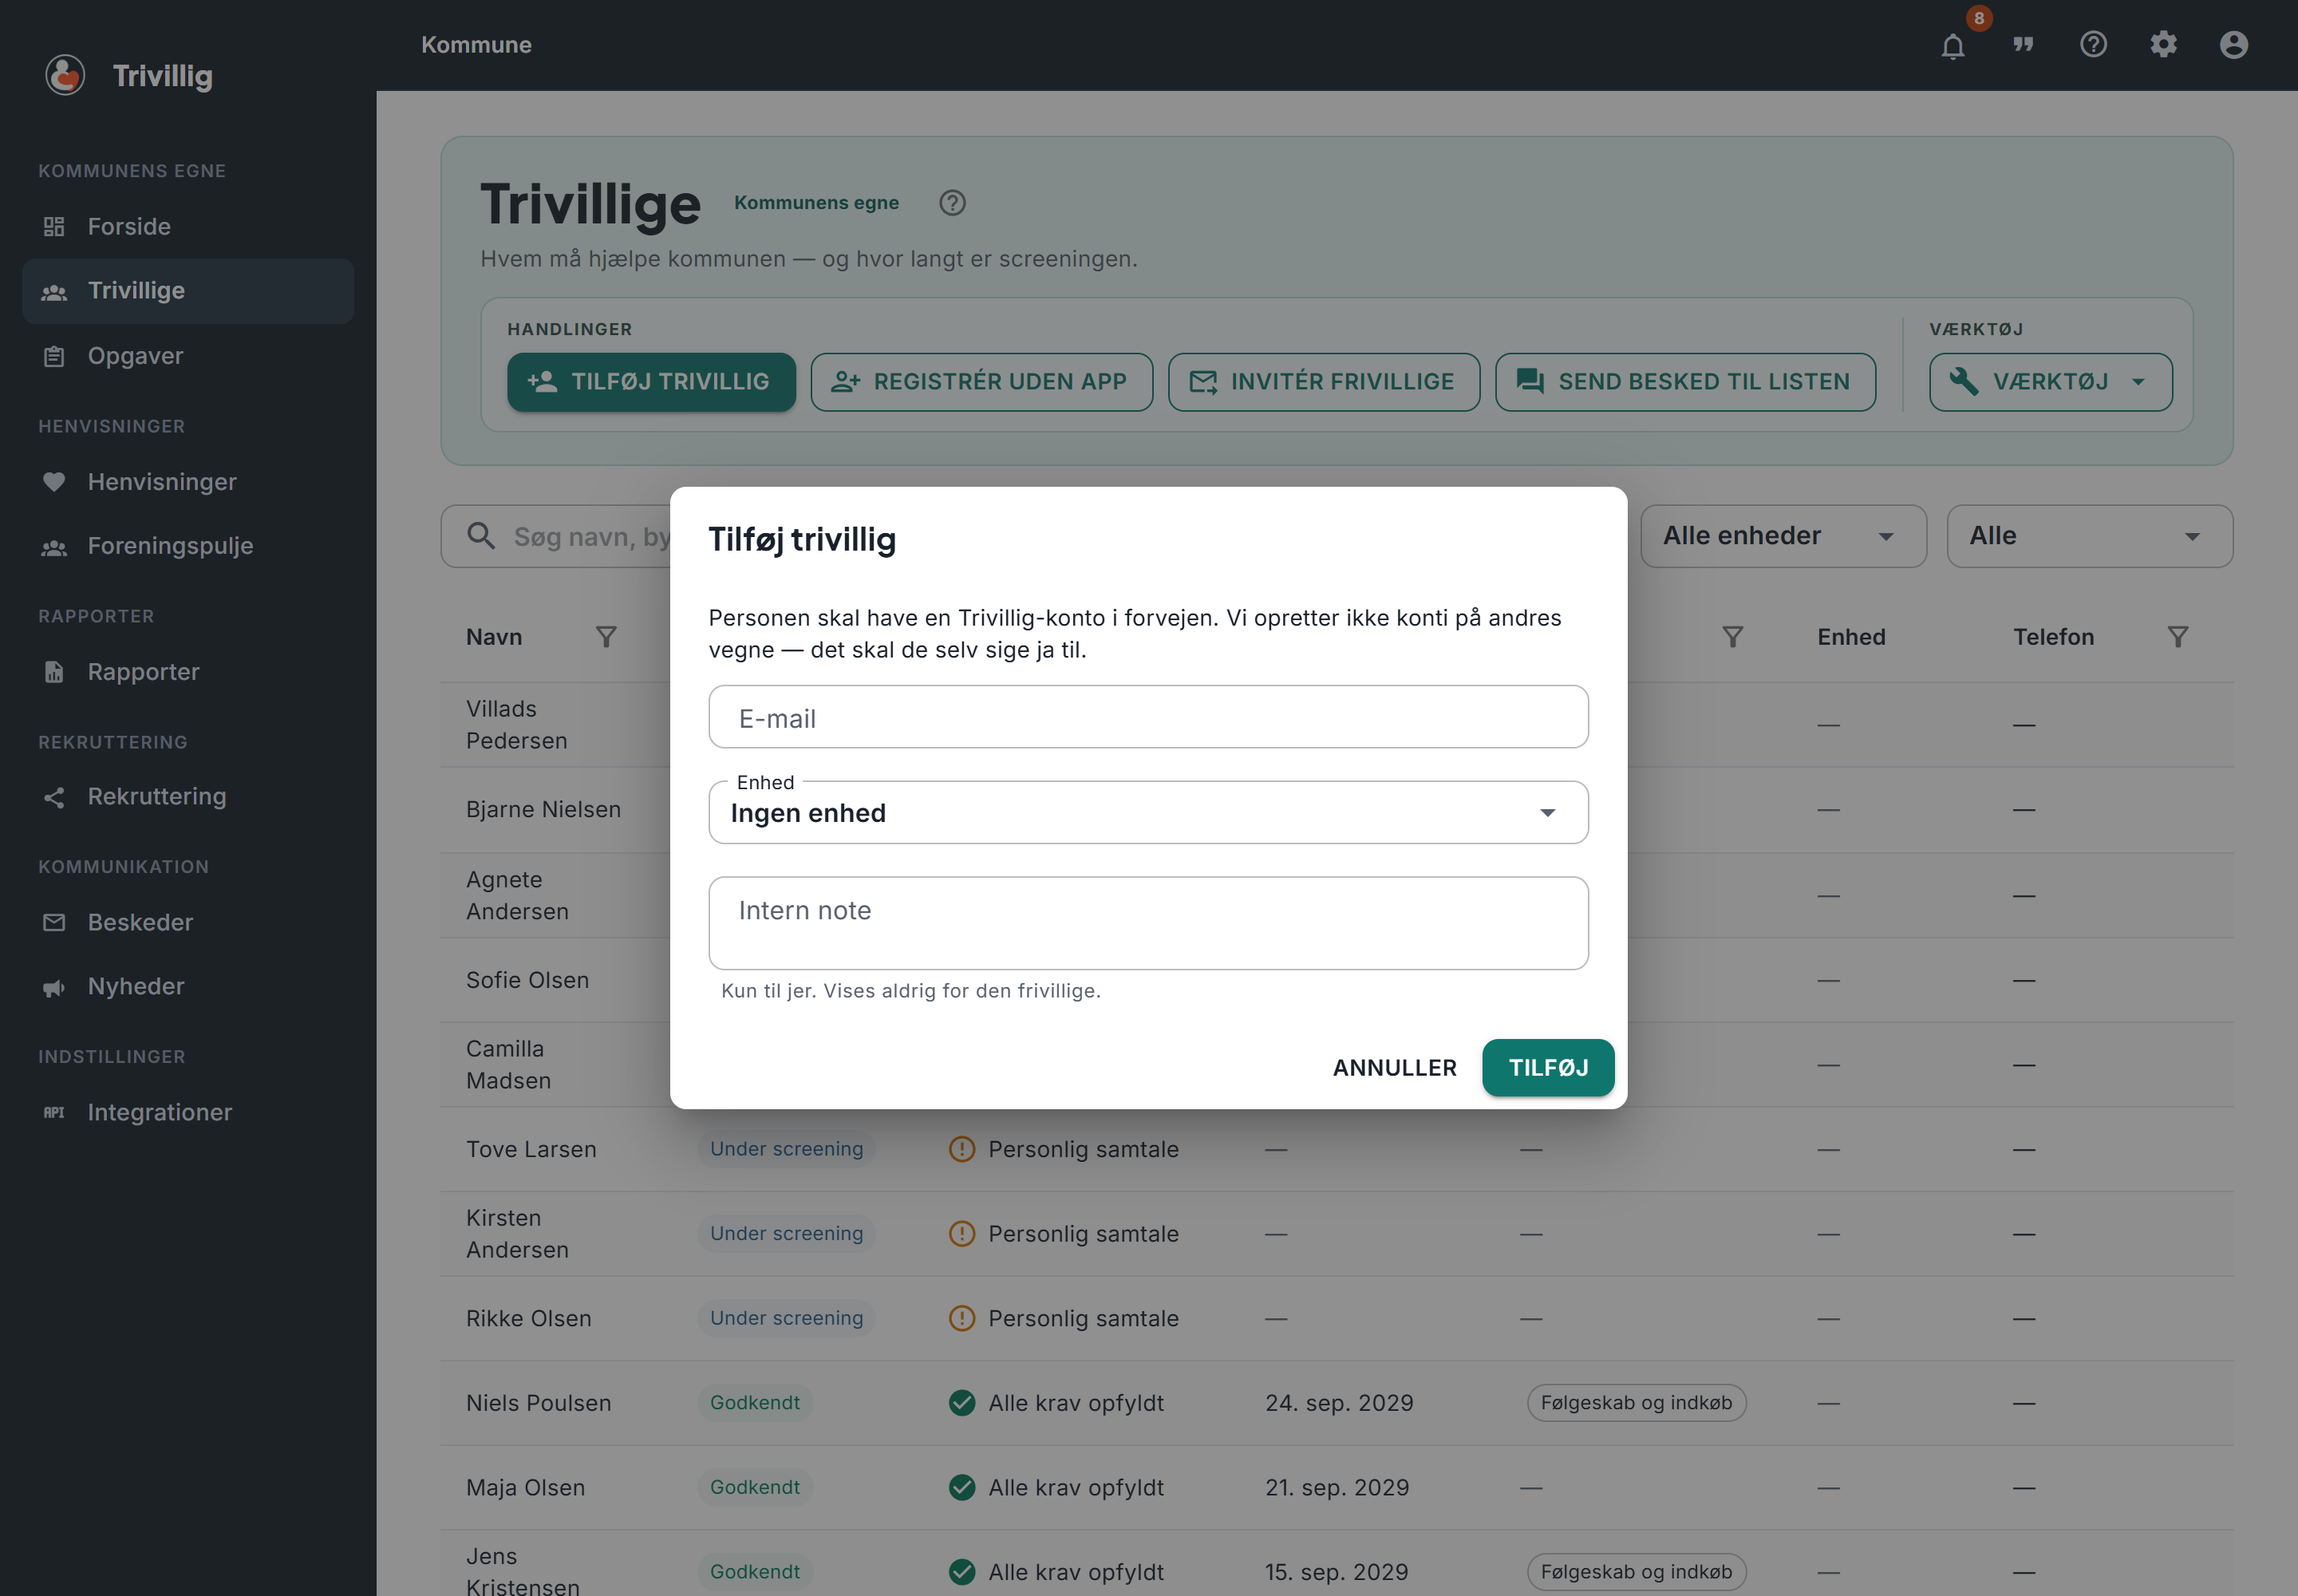 Trivillig
Kommune
8
KOMMUNENS EGNE
Forside
Trivillige
Opgaver
HENVISNINGER
Henvisninger
Foreningspulje
RAPPORTER
Rapporter
REKRUTTERING
Rekruttering
KOMMUNIKATION
Beskeder
Nyheder
INDSTILLINGER
API Integrationer
Trivillige Kommunens egne
Hvem må hjælpe kommunen — og hvor langt er screeningen.
HANDLINGER
TILFØJ TRIVILLIG REGISTRÉR UDEN APP INVITÉR FRIVILLIGE SEND BESKED TIL LISTEN
VÆRKTØJ
VÆRKTØJ
Søg navn, by
Alle enheder Alle
Navn Enhed Telefon
Villads
Pedersen — —
Bjarne Nielsen — —
Agnete
Andersen — —
Sofie Olsen — —
Camilla
Madsen — —
Tove Larsen Under screening Personlig samtale — — — —
Kirsten
Andersen Under screening Personlig samtale — — — —
Rikke Olsen Under screening Personlig samtale — — — —
Niels Poulsen Godkendt Alle krav opfyldt 24. sep. 2029 Følgeskab og indkøb — —
Maja Olsen Godkendt Alle krav opfyldt 21. sep. 2029 — — —
Jens
Kristensen Godkendt Alle krav opfyldt 15. sep. 2029 Følgeskab og indkøb — —
Tilføj trivillig
Personen skal have en Trivillig-konto i forvejen. Vi opretter ikke konti på andres
vegne — det skal de selv sige ja til.
E-mail
Enhed
Ingen enhed
Intern note
Kun til jer. Vises aldrig for den frivillige.
ANNULLER TILFØJ